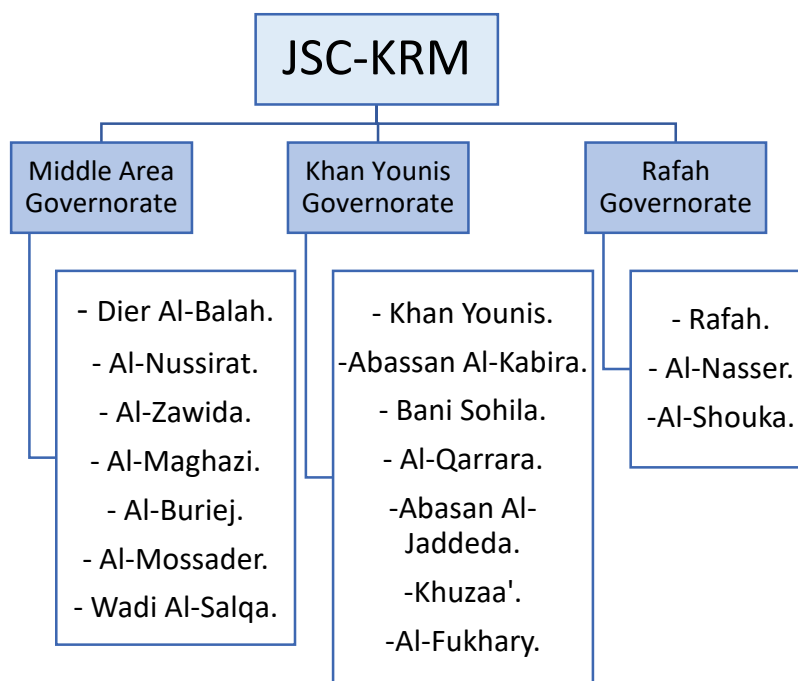 JSC-KRM
Middle Area
Governorate
- Dier Al-Balah.
- Al-Nussirat.
- Al-Zawida.
- Al-Maghazi.
- Al-Buriej.
- Al-Mossader.
- Wadi Al-Salqa.
Khan Younis
Governorate
- Khan Younis.
-Abassan Al-Kabira.
- Bani Sohila.
- Al-Qarrara.
-Abasan Al-
Jaddeda.
-Khuzaa'.
-Al-Fukhary.
Rafah
Governorate
- Rafah.
- Al-Nasser.
-Al-Shouka.